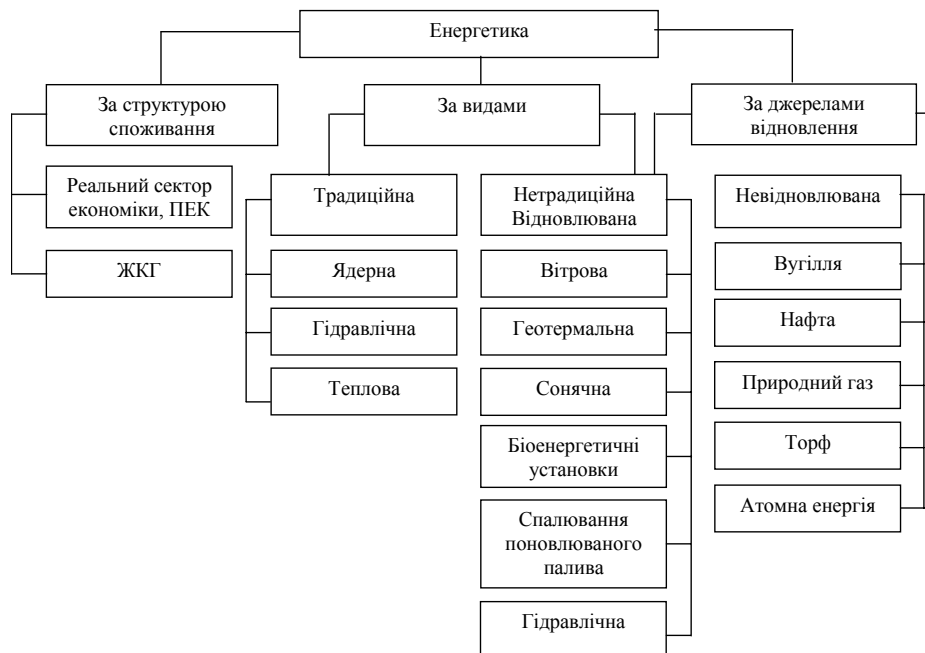 Енергетика
За структурою
споживання
За видами
За джерелами
відновлення
Реальний сектор
економіки, ПЕК
ЖКГ
Традиційна
Ядерна
Гідравлічна
Теплова
Нетрадиційна
Відновлювана
Вітрова
Геотермальна
Сонячна
Біоенергетичні
установки
Спалювання
поновлюваного
палива
Гідравлічна
Невідновлювана
Вугілля
Нафта
Природний газ
Торф
Атомна енергія